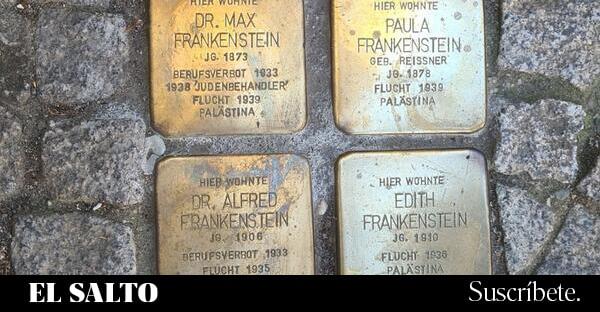 HIER WOHNTE
DR. MAX
FRANKENSTEIN
JG. 1873
BERUFSVERBOT 1933
1938 'JUDENBEHANDLER'
FLUCHT 1939
PALÄSTINA
HIER WOHNTE
PAULA
FRANKENSTEIN
GEB. REISSNER
JG. 1878
FLUCHT 1939
PALÄSTINA
HIER WOHNTE
DR. ALFRED
FRANKENSTEIN
JG. 1906
BERUFSVERBOT 1933
FLUCHT 1935
HIER WOHNTE
EDITH
FRANKENSTEIN
JG. 1910
FLUCHT 1936
PALÄSTINA
EL SALTO
Suscríbete.